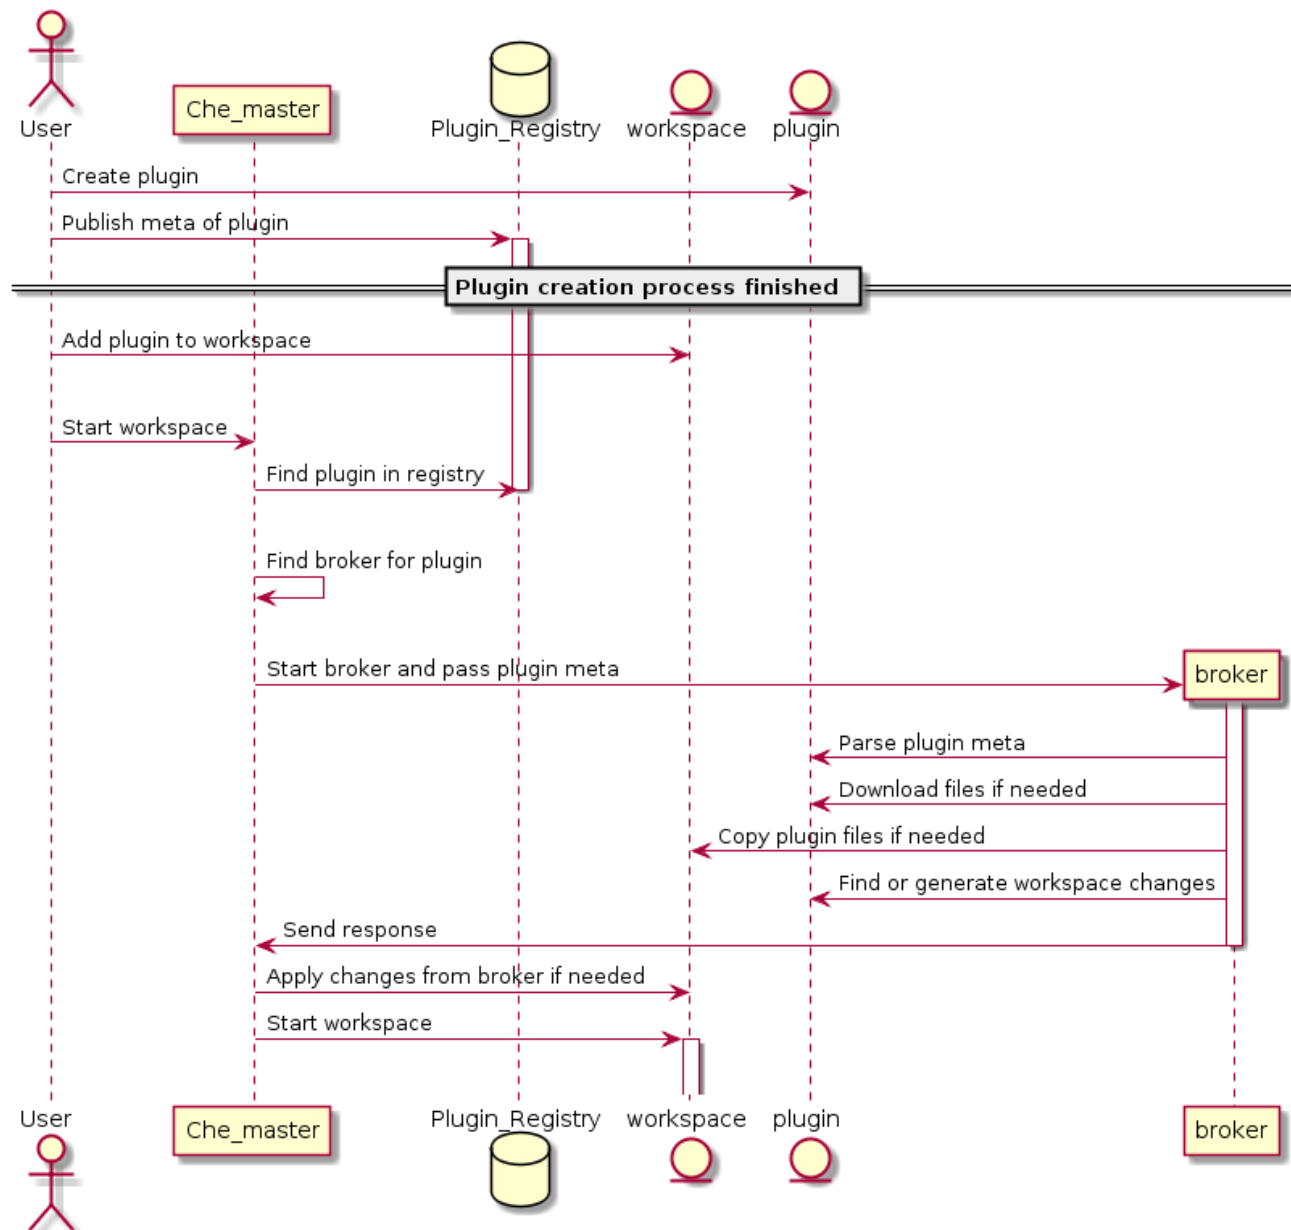 User
Che_master
Plugin_Registry
workspace
plugin
Create plugin
Publish meta of plugin
Plugin creation process finished
Add plugin to workspace
Start workspace
Find plugin in registry
Find broker for plugin
Start broker and pass plugin meta
broker
Parse plugin meta
Download files if needed
Copy plugin files if needed
Find or generate workspace changes
Send response
Apply changes from broker if needed
Start workspace
User
Che_master
Plugin_Registry
workspace
plugin
broker